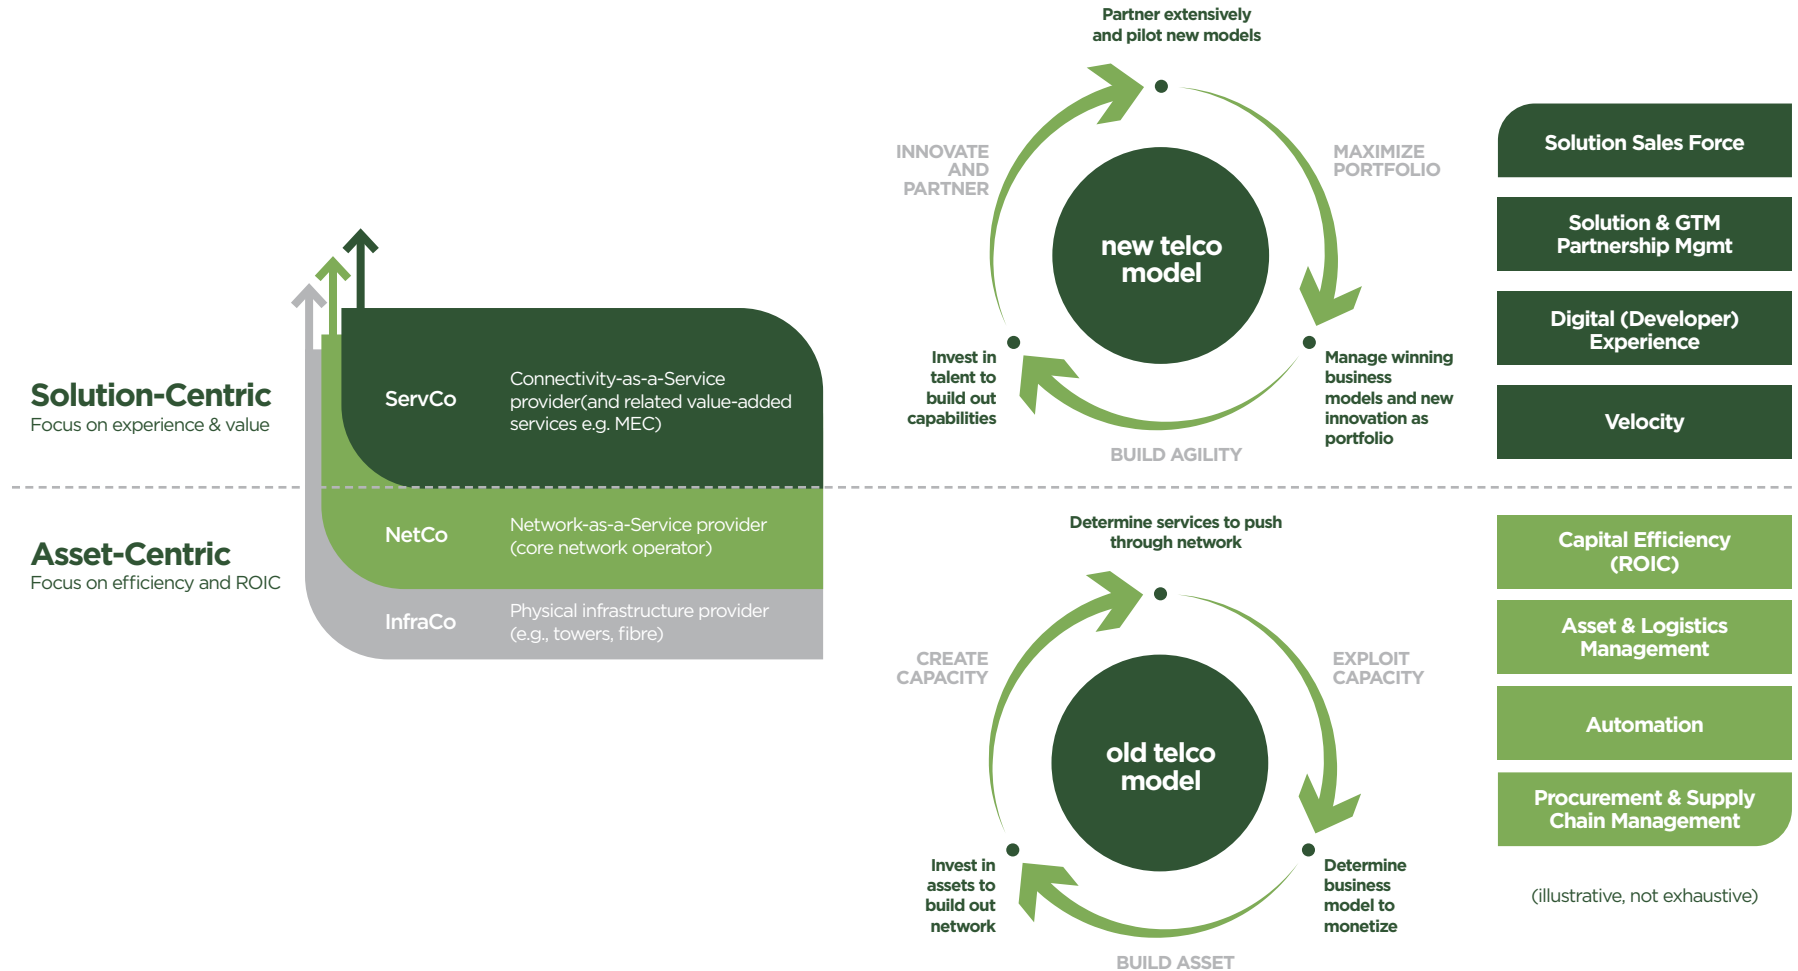 Solution-Centric
Focus on experience & value
Asset-Centric
Focus on efficiency and ROIC
ServCo
Connectivity-as-a-Service
provider(and related value-added
services e.g. MEC)
NetCo
Network-as-a-Service provider
(core network operator)
InfraCo
Physical infrastructure provider
(e.g., towers, fibre)
Partner extensively
and pilot new models
INNOVATE
AND
PARTNER
MAXIMIZE
PORTFOLIO
new telco
model
Invest in
talent to
build out
capabilities
Manage winning
business
models and new
innovation as
portfolio
BUILD AGILITY
Determine services to push
through network
CREATE
CAPACITY
EXPLOIT
CAPACITY
old telco
model
Invest in
assets to
build out
network
Determine
business
model to
monetize
BUILD ASSET
Solution Sales Force
Solution & GTM
Partnership Mgmt
Digital (Developer)
Experience
Velocity
Capital Efficiency
(ROIC)
Asset & Logistics
Management
Automation
Procurement & Supply
Chain Management
(illustrative, not exhaustive)